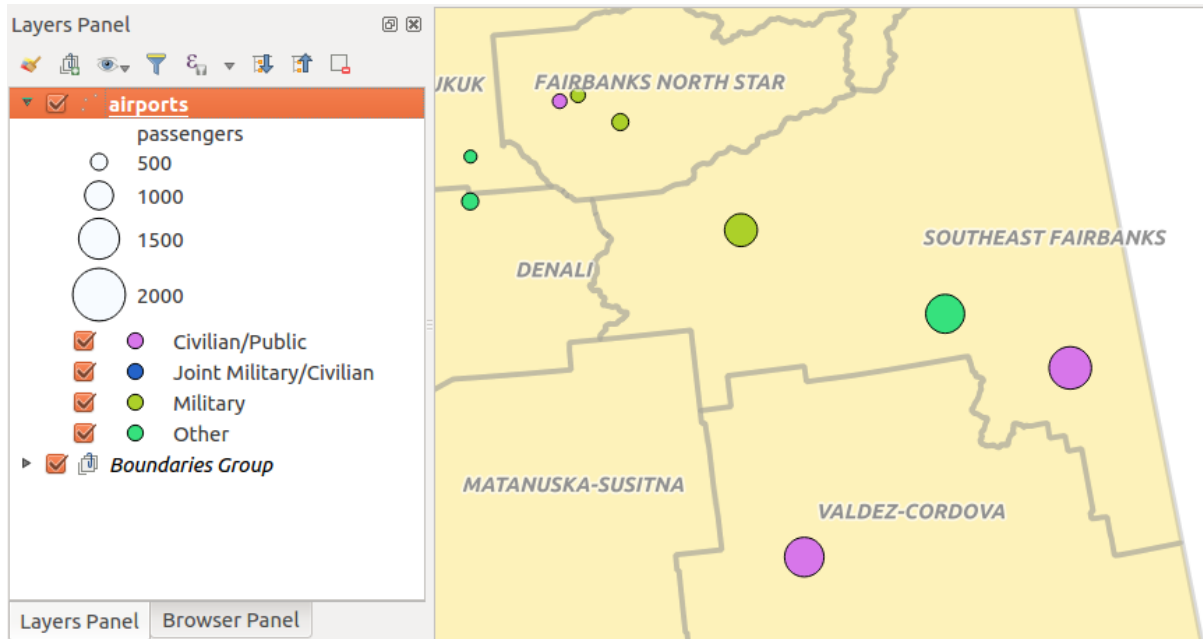 Layers Panel
airports
passengers
500
1000
1500
2000
Civilian/Public
Joint Military/Civilian
Military
Other
Boundaries Group
Layers Panel
Browser Panel
UKUK
FAIRBANKS NORTH STAR
SOUTHEAST FAIRBANKS
DENALI
MATANUSKA-SUSITNA
VALDEZ-CORDOVA